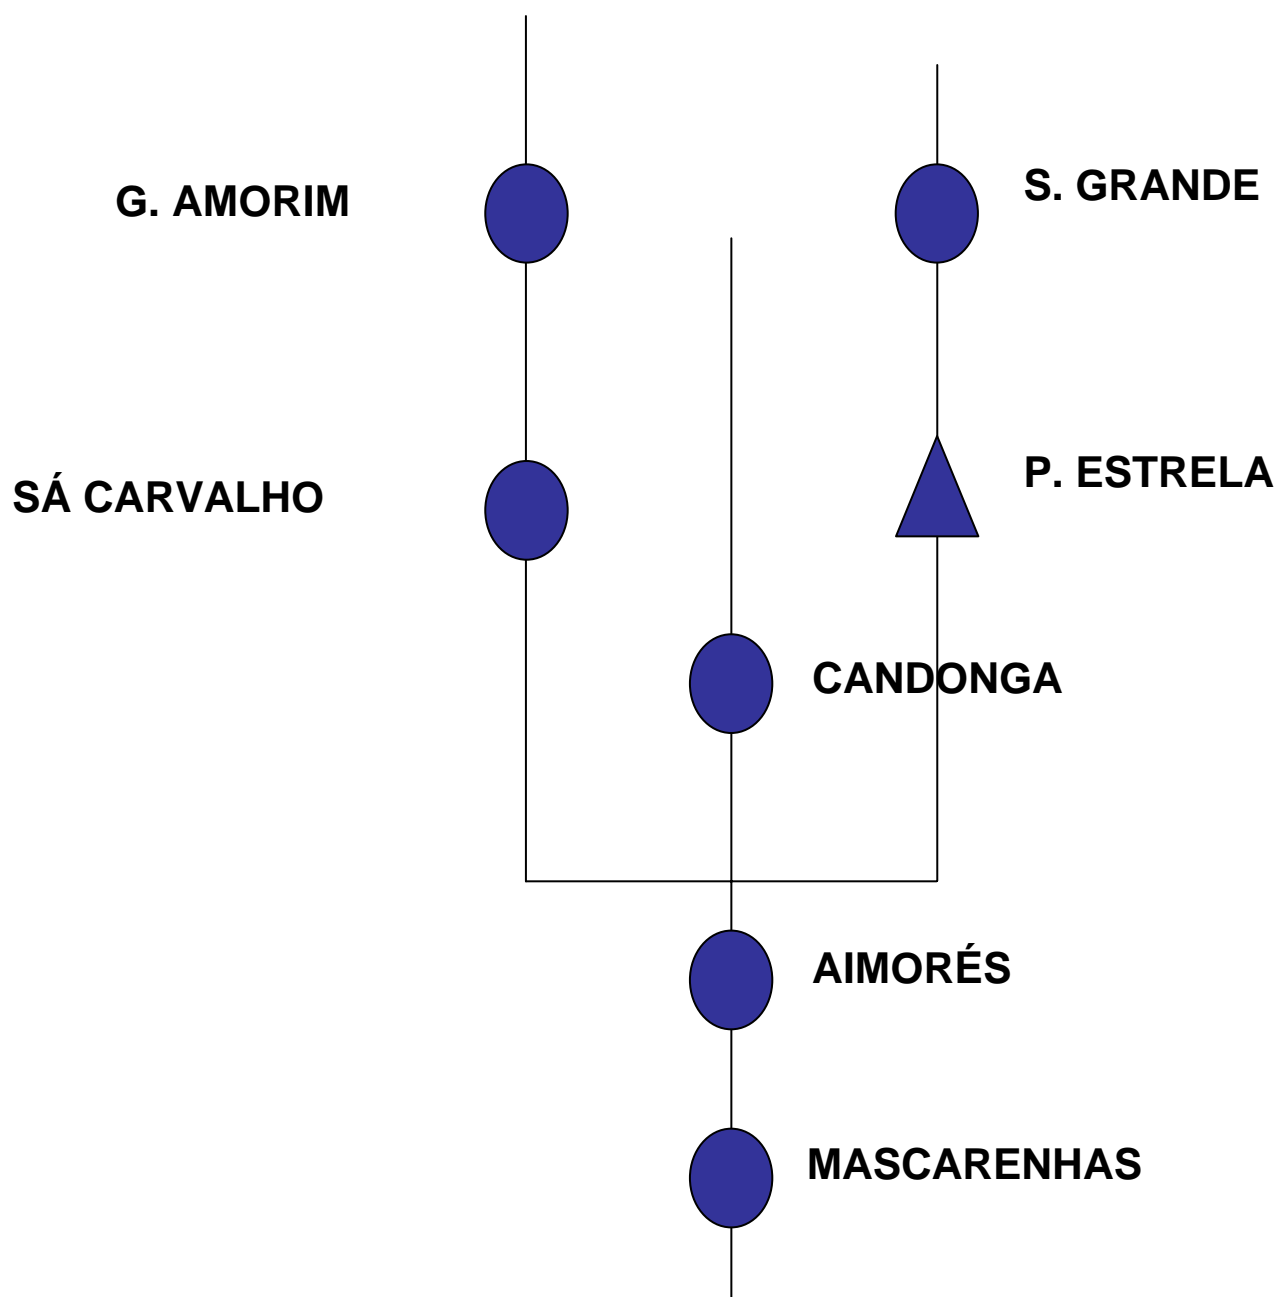 G. AMORIM
S. GRANDE
SÁ CARVALHO
P. ESTRELA
CANDONGA
AIMORÉS
MASCARENHAS